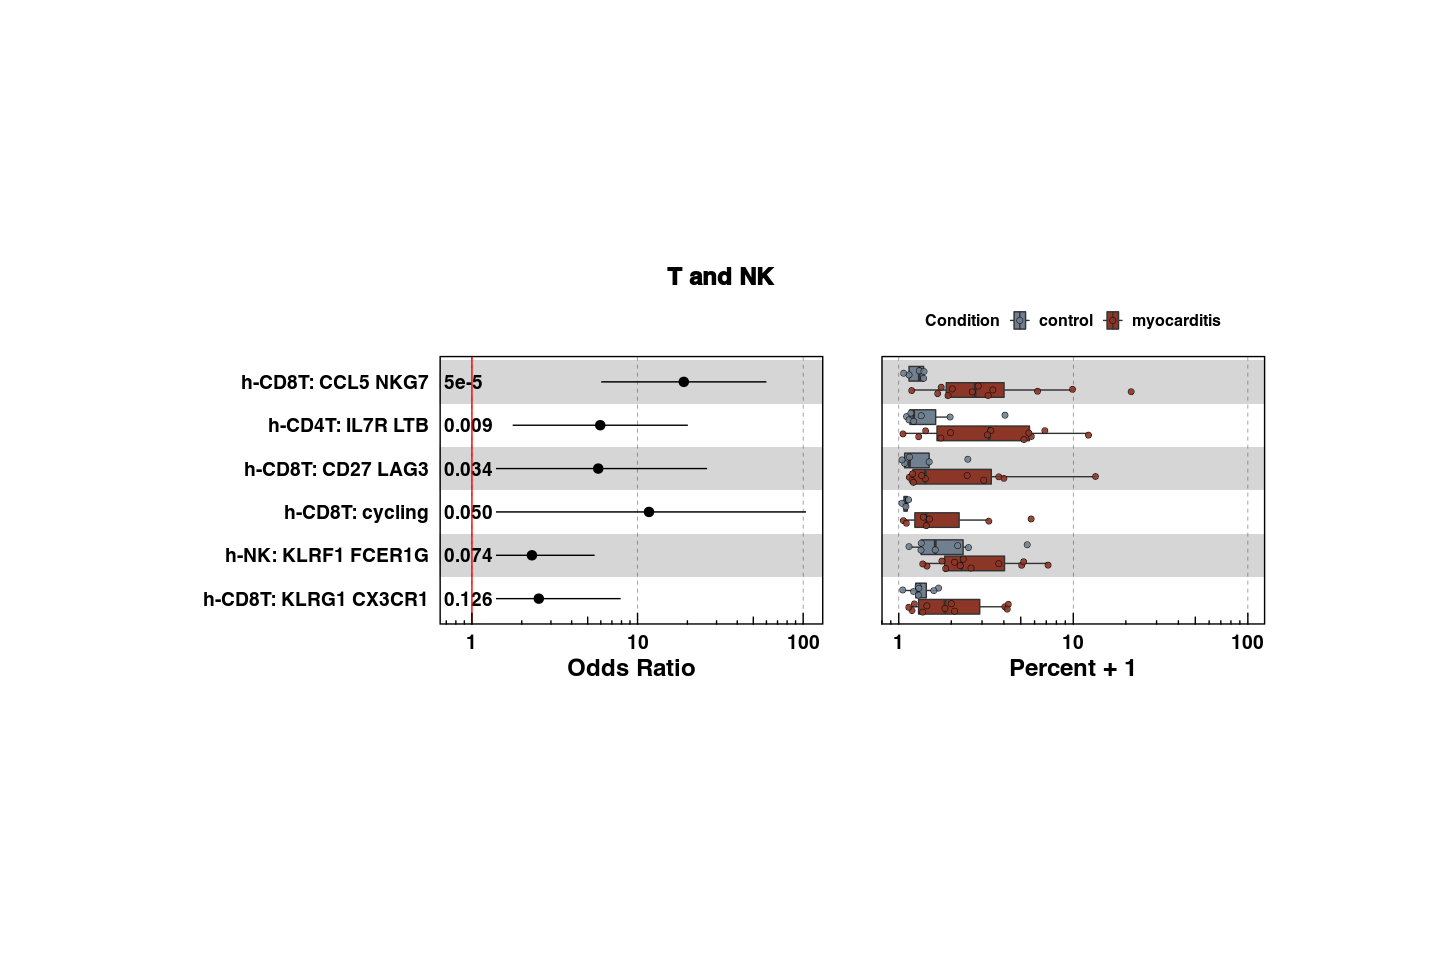 T and NK
Condition control myocarditis
h-CD8T: CCL5 NKG7 5e-5
h-CD4T: IL7R LTB 0.009
h-CD8T: CD27 LAG3 0.034
h-CD8T: cycling 0.050
h-NK: KLRF1 FCER1G 0.074
h-CD8T: KLRG1 CX3CR1 0.126
1 10 100 1 10 100
Odds Ratio Percent + 1